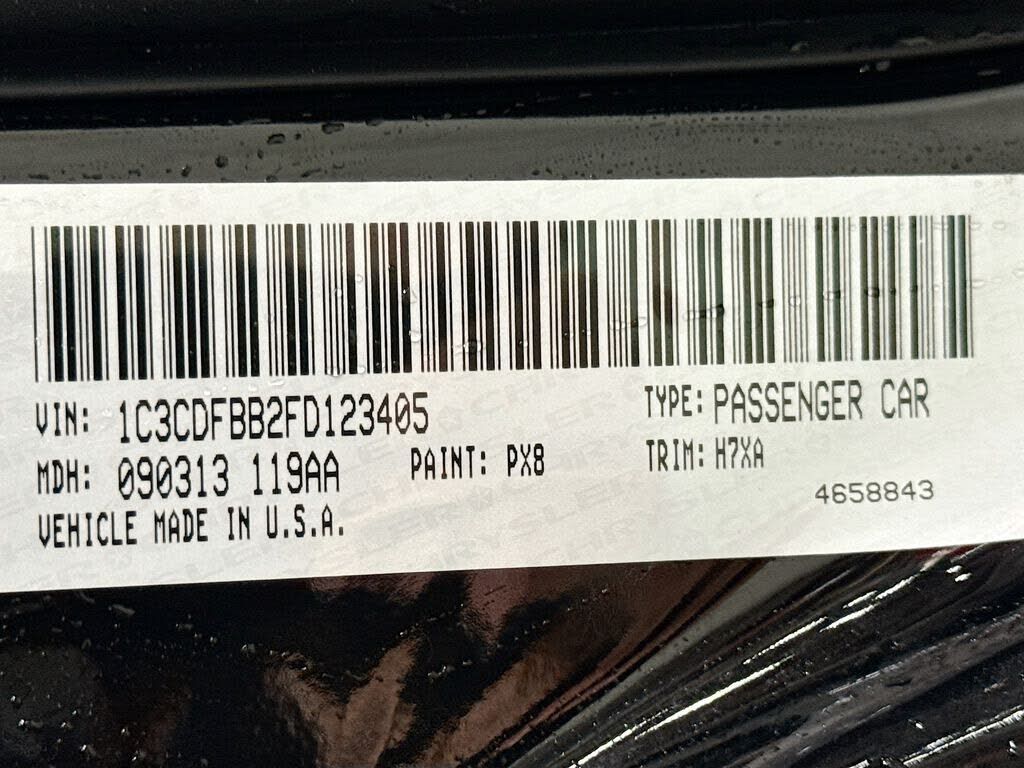 VIN: 1C3CDFBB2FD123405
TYPE: PASSENGER CAR
MDH: 090313 119AA
PAINT: PX8
TRIM: H7XA
4658843
VEHICLE MADE IN U.S.A.